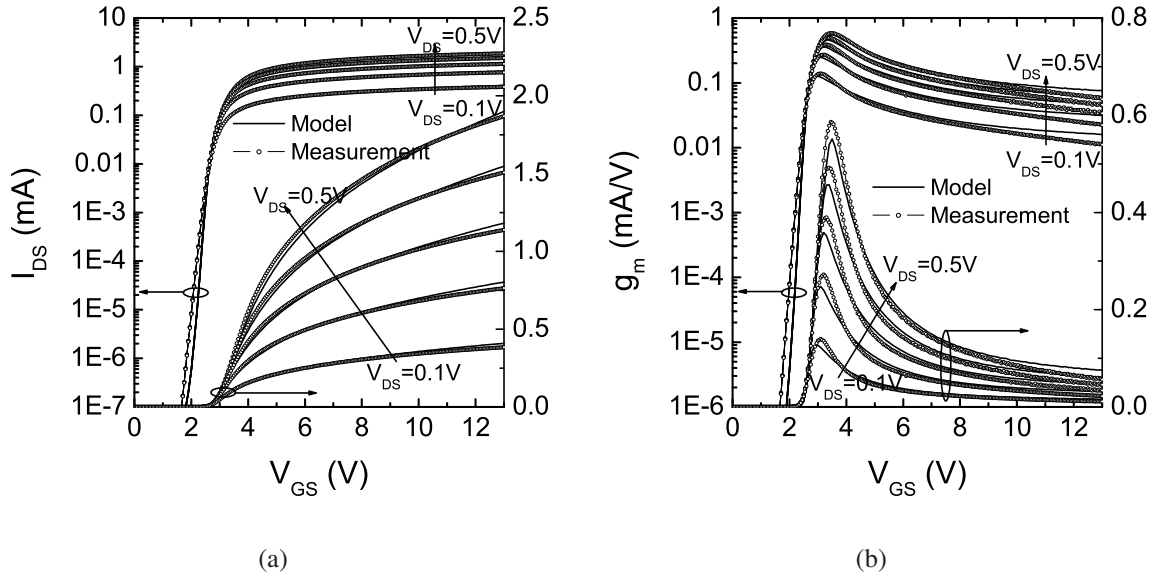 10
1
0.1
0.01
1E-3
1E-4
1E-5
1E-6
1E-7
I_DS (mA)
2.5
2.0
1.5
1.0
0.5
0.0
V_DS=0.5V
V_DS=0.1V
Model
Measurement
V_DS=0.5V
V_DS=0.1V
0 2 4 6 8 10 12
V_GS (V)
(a)
1
0.1
0.01
1E-3
1E-4
1E-5
1E-6
g_m (mA/V)
0.8
0.6
0.4
0.2
0.0
V_DS=0.5V
V_DS=0.1V
Model
Measurement
V_DS=0.5V
V_DS=0.1V
0 2 4 6 8 10 12
V_GS (V)
(b)